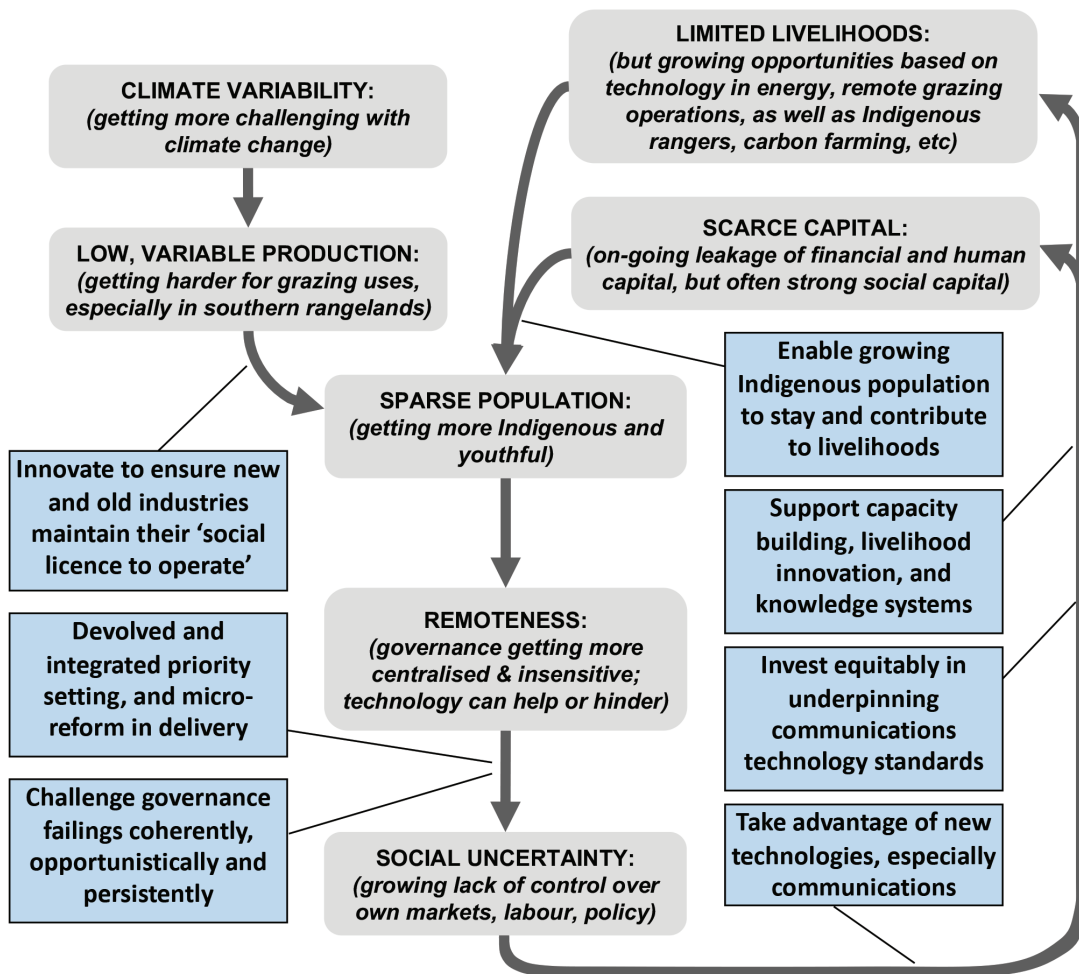 LIMITED LIVELIHOODS:
(but growing opportunities based on
technology in energy, remote grazing
operations, as well as Indigenous
rangers, carbon farming, etc)
CLIMATE VARIABILITY:
(getting more challenging with
climate change)
SCARCE CAPITAL:
(on-going leakage of financial and human
capital, but often strong social capital)
LOW, VARIABLE PRODUCTION:
(getting harder for grazing uses,
especially in southern rangelands)
Enable growing
Indigenous population
to stay and contribute
to livelihoods
SPARSE POPULATION:
(getting more Indigenous and
youthful)
Innovate to ensure new
and old industries
maintain their ‘social
licence to operate’
Support capacity
building, livelihood
innovation, and
knowledge systems
REMOTENESS:
(governance getting more
centralised & insensitive;
technology can help or hinder)
Devolved and
integrated priority
setting, and micro-
reform in delivery
Invest equitably in
underpinning
communications
technology standards
Challenge governance
failings coherently,
opportunistically and
persistently
Take advantage of new
technologies, especially
communications
SOCIAL UNCERTAINTY:
(growing lack of control over
own markets, labour, policy)